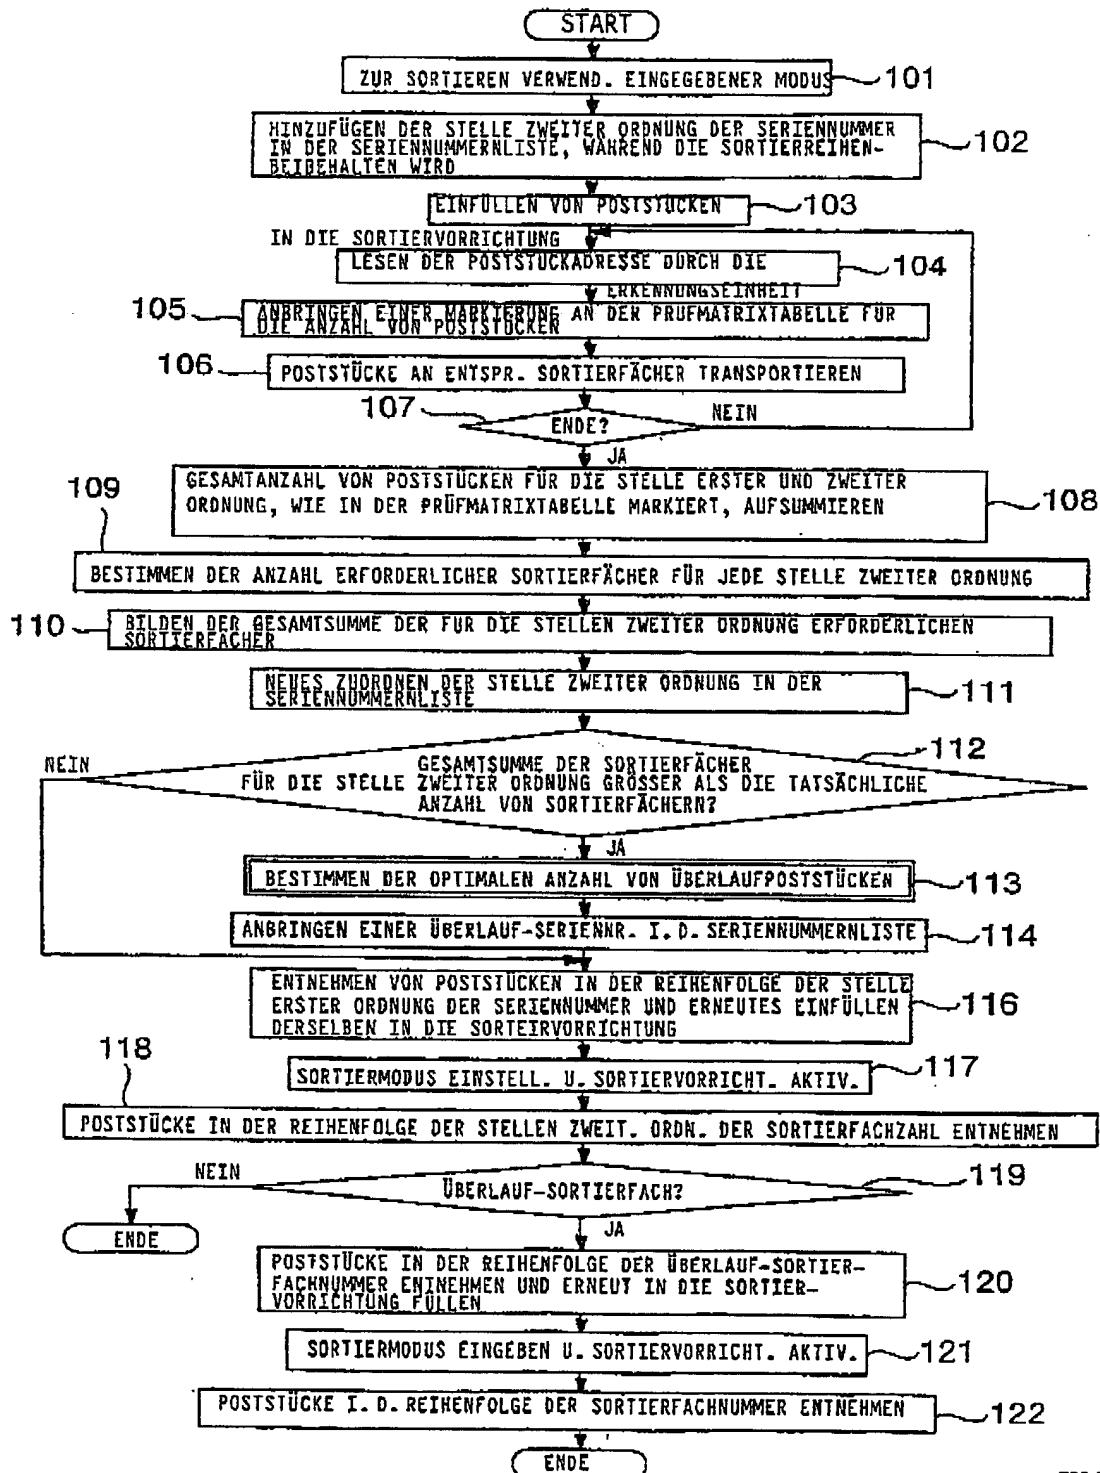 START
ZUR SORTIEREN VERWEND. EINGEGEBENER MODUS
101
HINZUFÜGEN DER STELLE ZWEITER ORDNUNG DER SERIENNUMMER
IN DER SERIENNUMMERNLISTE, WÄHREND DIE SORTIERREIHEN-
BEIBEHALTEN WIRD
102
EINFÜLLEN VON POSTSTÜCKEN
103
IN DIE SORTIERVORRICHTUNG
LESEN DER POSTSTÜCKADRESSE DURCH DIE
104
ERKENNUNGSEINHEIT
105
ANBRINGEN EINER MARKIERUNG AN DER PRÜFMATRIXTABELLE FÜR
DIE ANZAHL VON POSTSTÜCKEN
106
POSTSTÜCKE AN ENTSPR. SORTIERFÄCHER TRANSPORTIEREN
107
ENDE?
NEIN
JA
GESAMTANZAHL VON POSTSTÜCKEN FÜR DIE STELLE ERSTER UND ZWEITER
ORDNUNG, WIE IN DER PRÜFMATRIXTABELLE MARKIERT, AUFSUMMIEREN
108
109
BESTIMMEN DER ANZAHL ERFORDERLICHER SORTIERFÄCHER FÜR JEDE STELLE ZWEITER ORDNUNG
110
BILDEN DER GESAMTSUMME DER FÜR DIE STELLEN ZWEITER ORDNUNG ERFORDERLICHEN
SORTIERFÄCHER
NEUES ZUORDNEN DER STELLE ZWEITER ORDNUNG IN DER
SERIENNUMMERNLISTE
111
112
NEIN
GESAMTSUMME DER SORTIERFÄCHER
FÜR DIE STELLE ZWEITER ORDNUNG GRÖSSER ALS DIE TATSÄCHLICHE
ANZAHL VON SORTIERFÄCHERN?
JA
BESTIMMEN DER OPTIMALEN ANZAHL VON ÜBERLAUFPOSTSTÜCKEN
113
ANBRINGEN EINER ÜBERLAUF-SERIENNR. I. D. SERIENNUMMERNLISTE
114
ENTNEHMEN VON POSTSTÜCKEN IN DER REIHENFOLGE DER STELLE
ERSTER ORDNUNG DER SERIENNUMMER UND ERNEUTES EINFÜLLEN
DERSELBEN IN DIE SORTEIRVORRICHTUNG
116
SORTIERMODUS EINSTELL. U. SORTIERVORRICHT. AKTIV.
117
118
POSTSTÜCKE IN DER REIHENFOLGE DER STELLEN ZWEIT. ORDN. DER SORTIERFACHZAHL ENTNEHMEN
NEIN
ÜBERLAUF-SORTIERFACH?
119
ENDE
JA
POSTSTÜCKE IN DER REIHENFOLGE DER ÜBERLAUF-SORTIER-
FACHNUMMER ENTNEHMEN UND ERNEUT IN DIE SORTIER-
VORRICHTUNG FÜLLEN
120
SORTIERMODUS EINGEBEN U. SORTIERVORRICHT. AKTIV.
121
POSTSTÜCKE I. D. REIHENFOLGE DER SORTIERFACHNUMMER ENTNEHMEN
122
ENDE